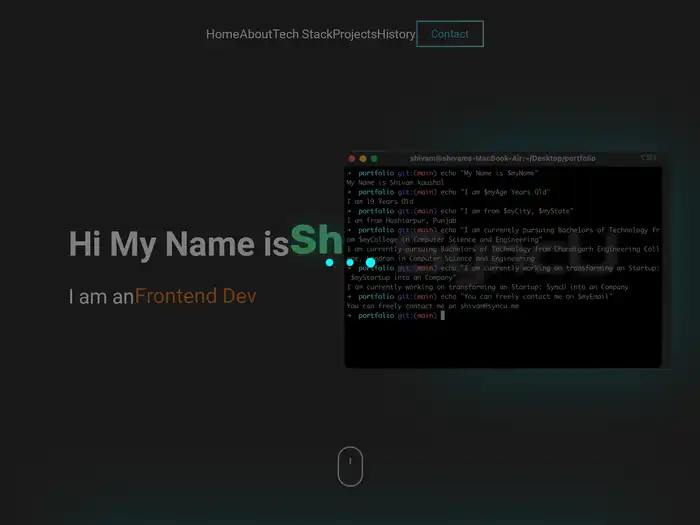 HomeAboutTech StackProjectsHistory Contact
shivam@shivams-MacBook-Air:~/Desktop/portfolio
➜ portfolio git:(main) echo "My Name is $myName"
My Name is Shivam kaushal
➜ portfolio git:(main) echo "I am $myAge Years Old"
I am 19 Years Old
➜ portfolio git:(main) echo "I am from $myCity, $myState"
I am from Hoshiarpur, Punjab
➜ portfolio git:(main) echo "I am currently pursuing Bachelors of Technology fr
om $myCollege in Computer Science and Engineering"
I am currently pursuing Bachelors of Technology from Chandigarh Engineering Coll
Landran in Computer Science and Engineering
➜ portfolio git:(main) echo "I am currently working on transforming an Startup:
$myStartup into an Company"
I am currently working on transforming an Startup: SyncU into an Company
➜ portfolio git:(main) echo "You can freely contact me on $myEmail"
You can freely contact me on shivam@syncu.me
➜ portfolio git:(main)
Hi My Name is Sh
I am an Frontend Dev